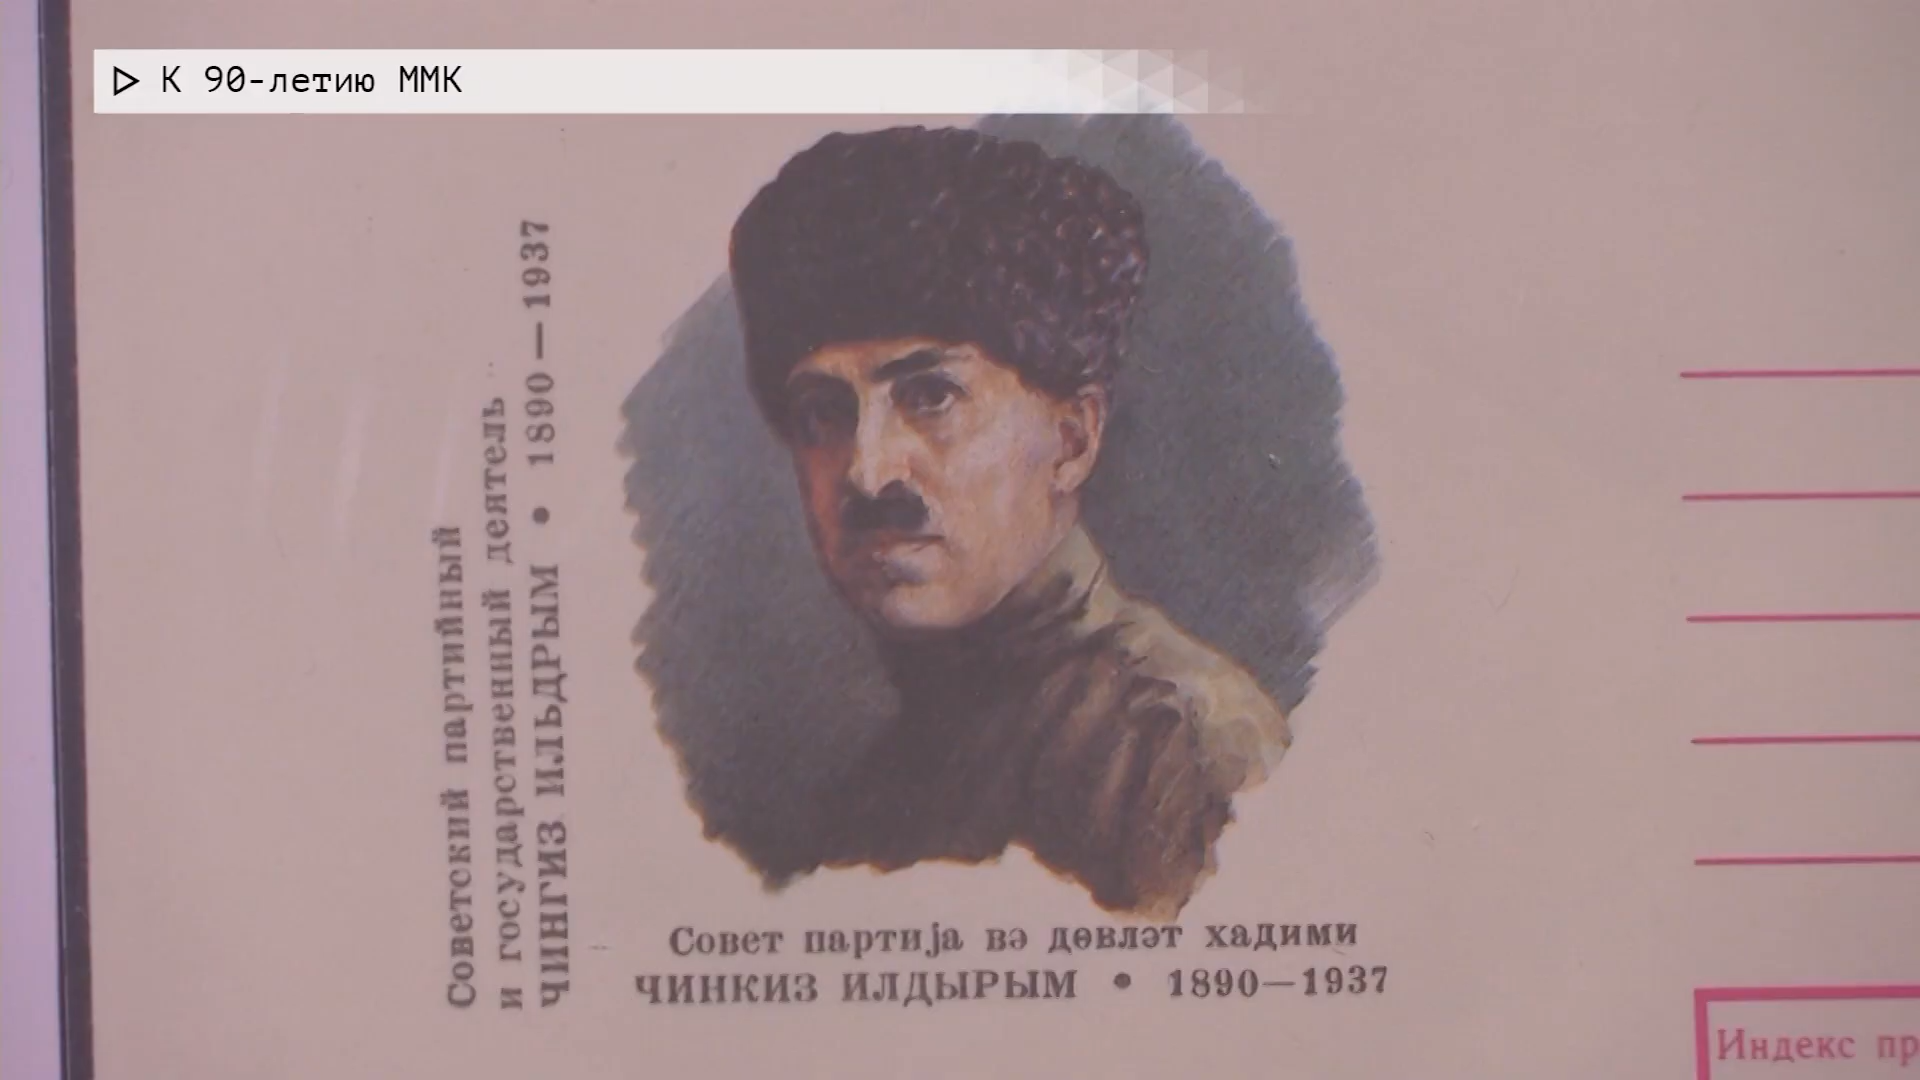 К 90-летию ММК
Советский партийный
и государственный деятель
ЧИНГИЗ ИЛЬДРЫМ • 1890—1937
Совет партија вә дөвләт хадими
ЧИНКИЗ ИЛДЫРЫМ • 1890—1937
Индекс пр